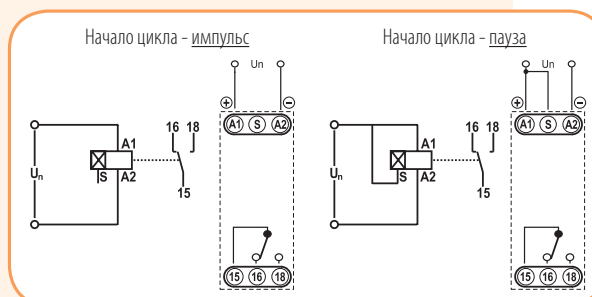 Начало цикла - импульс
Начало цикла - пауза
Un
Un
+ −
+ −
A1 S A2
A1 S A2
16 18
16 18
A1
A1
Un
S A2
Un
S A2
15
15
15 16 18
15 16 18